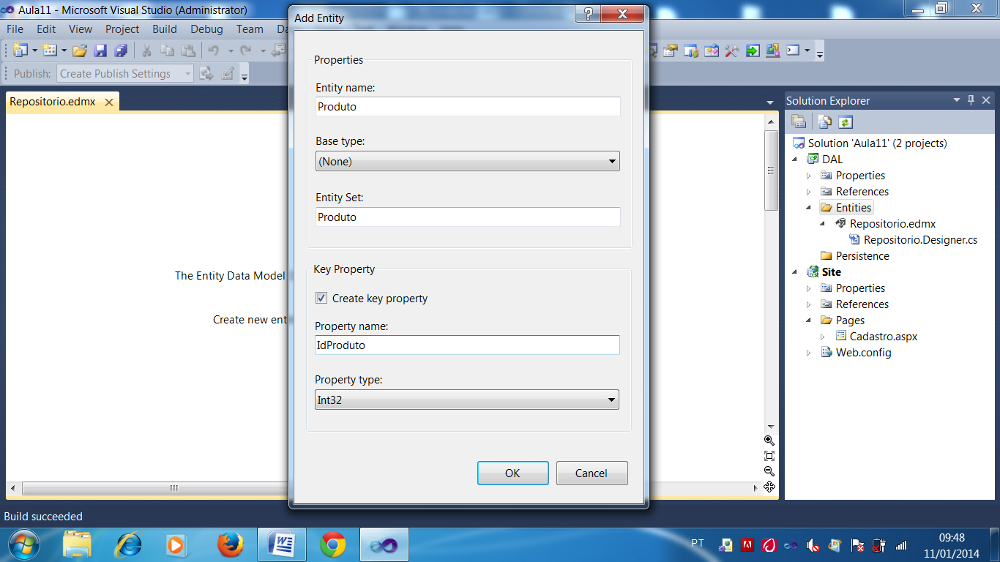 Aula11 - Microsoft Visual Studio (Administrator)
File Edit View Project Build Debug Team
Publish: Create Publish Settings
Repositorio.edmx
The Entity Data Model
Create new ent
Add Entity
Properties
Entity name:
Produto
Base type:
(None)
Entity Set:
Produto
Key Property
Create key property
Property name:
IdProduto
Property type:
Int32
OK Cancel
Solution Explorer
Solution 'Aula11' (2 projects)
DAL
Properties
References
Entities
Repositorio.edmx
Repositorio.Designer.cs
Persistence
Site
Properties
References
Pages
Cadastro.aspx
Web.config
Build succeeded
PT
09:48
11/01/2014